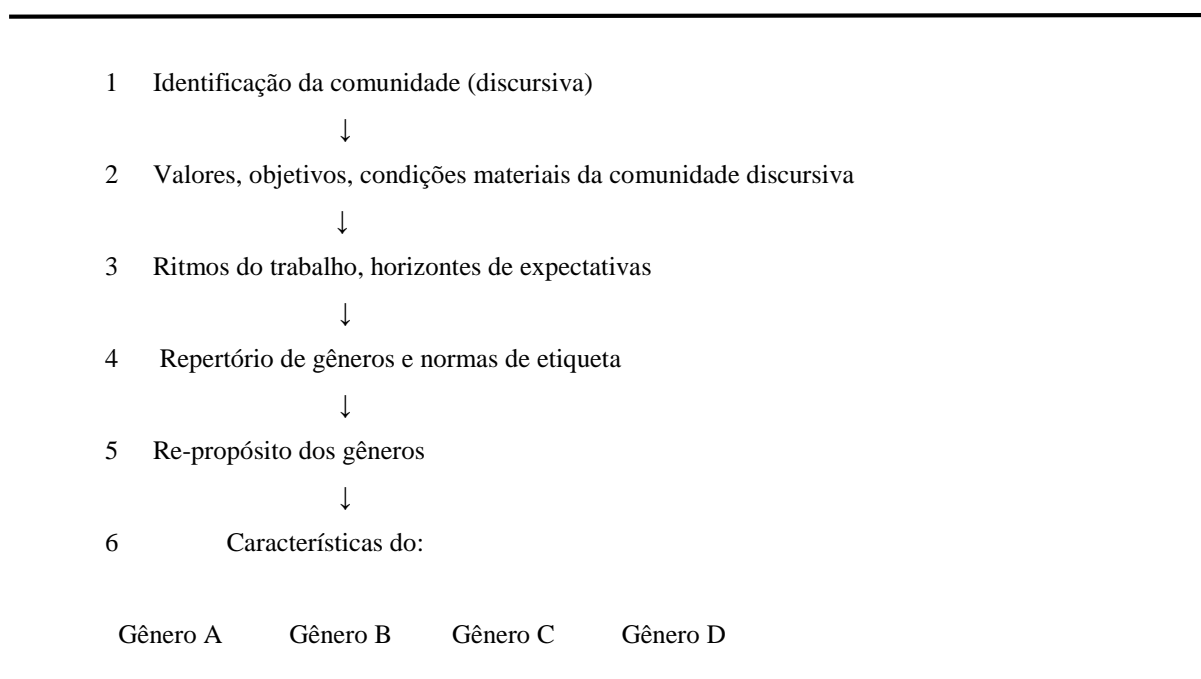 1 Identificação da comunidade (discursiva)
↓
2 Valores, objetivos, condições materiais da comunidade discursiva
↓
3 Ritmos do trabalho, horizontes de expectativas
↓
4 Repertório de gêneros e normas de etiqueta
↓
5 Re-propósito dos gêneros
↓
6 Características do:
Gênero A Gênero B Gênero C Gênero D